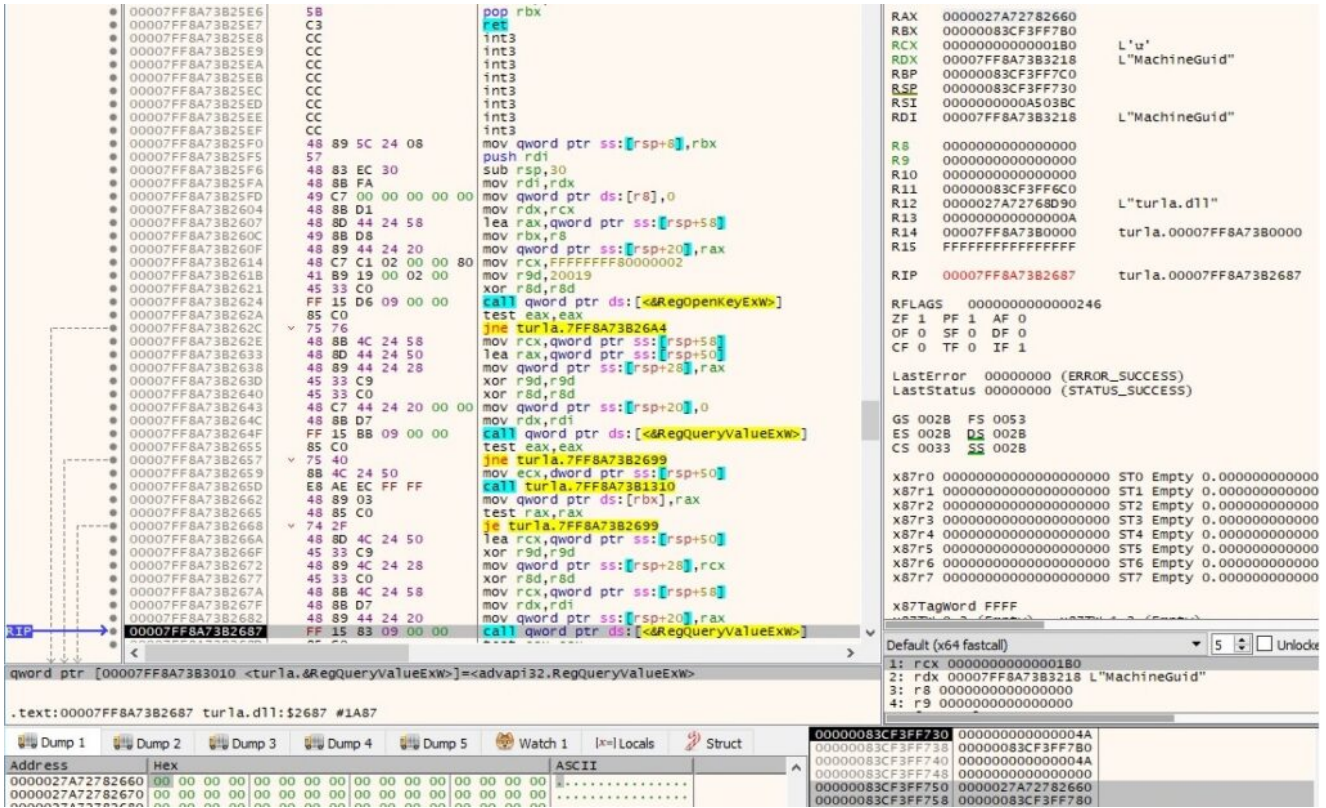 00007FF8A73B25E6 5B pop rbx
00007FF8A73B25E7 C3 ret
00007FF8A73B25E8 CC int3
00007FF8A73B25E9 CC int3
00007FF8A73B25EA CC int3
00007FF8A73B25EB CC int3
00007FF8A73B25EC CC int3
00007FF8A73B25ED CC int3
00007FF8A73B25EE CC int3
00007FF8A73B25EF CC int3
00007FF8A73B25F0 48 89 5C 24 08 mov qword ptr ss:[rsp+8],rbx
00007FF8A73B25F5 57 push rdi
00007FF8A73B25F6 48 83 EC 30 sub rsp,30
00007FF8A73B25FA 48 8B FA mov rdi,rdx
00007FF8A73B25FD 49 C7 00 00 00 00 00 mov qword ptr ds:[r8],0
00007FF8A73B2604 48 8B D1 mov rdx,rcx
00007FF8A73B2607 48 8D 44 24 58 lea rax,qword ptr ss:[rsp+58]
00007FF8A73B260C 49 8B D8 mov rbx,r8
00007FF8A73B260F 48 89 44 24 20 mov qword ptr ss:[rsp+20],rax
00007FF8A73B2614 48 C7 C1 02 00 00 80 mov rcx,FFFFFFFF80000002
00007FF8A73B261B 41 B9 19 00 02 00 mov r9d,20019
00007FF8A73B2621 45 33 C0 xor r8d,r8d
00007FF8A73B2624 FF 15 D6 09 00 00 call qword ptr ds:[<&RegOpenKeyExW>]
00007FF8A73B262A 85 C0 test eax,eax
00007FF8A73B262C 75 76 jne turla.7FF8A73B26A4
00007FF8A73B262E 48 8B 4C 24 58 mov rcx,qword ptr ss:[rsp+58]
00007FF8A73B2633 48 8D 44 24 50 lea rax,qword ptr ss:[rsp+50]
00007FF8A73B2638 48 89 44 24 28 mov qword ptr ss:[rsp+28],rax
00007FF8A73B263D 45 33 C9 xor r9d,r9d
00007FF8A73B2640 45 33 C0 xor r8d,r8d
00007FF8A73B2643 48 C7 44 24 20 00 00 mov qword ptr ss:[rsp+20],0
00007FF8A73B264C 48 8B D7 mov rdx,rdi
00007FF8A73B264F FF 15 BB 09 00 00 call qword ptr ds:[<&RegQueryValueExW>]
00007FF8A73B2655 85 C0 test eax,eax
00007FF8A73B2657 75 40 jne turla.7FF8A73B2699
00007FF8A73B2659 8B 4C 24 50 mov ecx,dword ptr ss:[rsp+50]
00007FF8A73B265D E8 AE EC FF FF call turla.7FF8A73B1310
00007FF8A73B2662 48 89 03 mov qword ptr ds:[rbx],rax
00007FF8A73B2665 48 85 C0 test rax,rax
00007FF8A73B2668 74 2F je turla.7FF8A73B2699
00007FF8A73B266A 48 8D 4C 24 50 lea rcx,qword ptr ss:[rsp+50]
00007FF8A73B266F 45 33 C9 xor r9d,r9d
00007FF8A73B2672 48 89 4C 24 28 mov qword ptr ss:[rsp+28],rcx
00007FF8A73B2677 45 33 C0 xor r8d,r8d
00007FF8A73B267A 48 8B 4C 24 58 mov rcx,qword ptr ss:[rsp+58]
00007FF8A73B267F 48 8B D7 mov rdx,rdi
00007FF8A73B2682 48 89 44 24 20 mov qword ptr ss:[rsp+20],rax
RIP 00007FF8A73B2687 FF 15 83 09 00 00 call qword ptr ds:[<&RegQueryValueExW>]
qword ptr [00007FF8A73B3010 <turla.&RegQueryValueExW>]=<advapi32.RegQueryValueExW>
.text:00007FF8A73B2687 turla.dll:$2687 #1A87
RAX 0000027A72782660
RBX 00000083CF3FF7B0
RCX 00000000000001B0 L'ư'
RDX 00007FF8A73B3218 L"MachineGuid"
RBP 00000083CF3FF7C0
RSP 00000083CF3FF730
RSI 0000000000A503BC
RDI 00007FF8A73B3218 L"MachineGuid"
R8 0000000000000000
R9 0000000000000000
R10 0000000000000000
R11 00000083CF3FF6C0
R12 0000027A72768D90 L"turla.dll"
R13 000000000000000A
R14 00007FF8A73B0000 turla.00007FF8A73B0000
R15 FFFFFFFFFFFFFFFF
RIP 00007FF8A73B2687 turla.00007FF8A73B2687
RFLAGS 0000000000000246
ZF 1 PF 1 AF 0
OF 0 SF 0 DF 0
CF 0 TF 0 IF 1
LastError 00000000 (ERROR_SUCCESS)
LastStatus 00000000 (STATUS_SUCCESS)
GS 002B FS 0053
ES 002B DS 002B
CS 0033 SS 002B
x87r0 00000000000000000000 ST0 Empty 0.000000000000
x87r1 00000000000000000000 ST1 Empty 0.000000000000
x87r2 00000000000000000000 ST2 Empty 0.000000000000
x87r3 00000000000000000000 ST3 Empty 0.000000000000
x87r4 00000000000000000000 ST4 Empty 0.000000000000
x87r5 00000000000000000000 ST5 Empty 0.000000000000
x87r6 00000000000000000000 ST6 Empty 0.000000000000
x87r7 00000000000000000000 ST7 Empty 0.000000000000
x87TagWord FFFF
Default (x64 fastcall) 5 Unlocke
1: rcx 00000000000001B0
2: rdx 00007FF8A73B3218 L"MachineGuid"
3: r8 0000000000000000
4: r9 0000000000000000
Dump 1 Dump 2 Dump 3 Dump 4 Dump 5 Watch 1 [x=] Locals Struct
Address Hex ASCII
0000027A72782660 00 00 00 00 00 00 00 00 00 00 00 00 00 00 00 00 ................
0000027A72782670 00 00 00 00 00 00 00 00 00 00 00 00 00 00 00 00 ................
00000083CF3FF730 000000000000004A
00000083CF3FF738 00000083CF3FF7B0
00000083CF3FF740 000000000000004A
00000083CF3FF748 0000000000000000
00000083CF3FF750 0000027A72782660
00000083CF3FF758 00000083CF3FF780